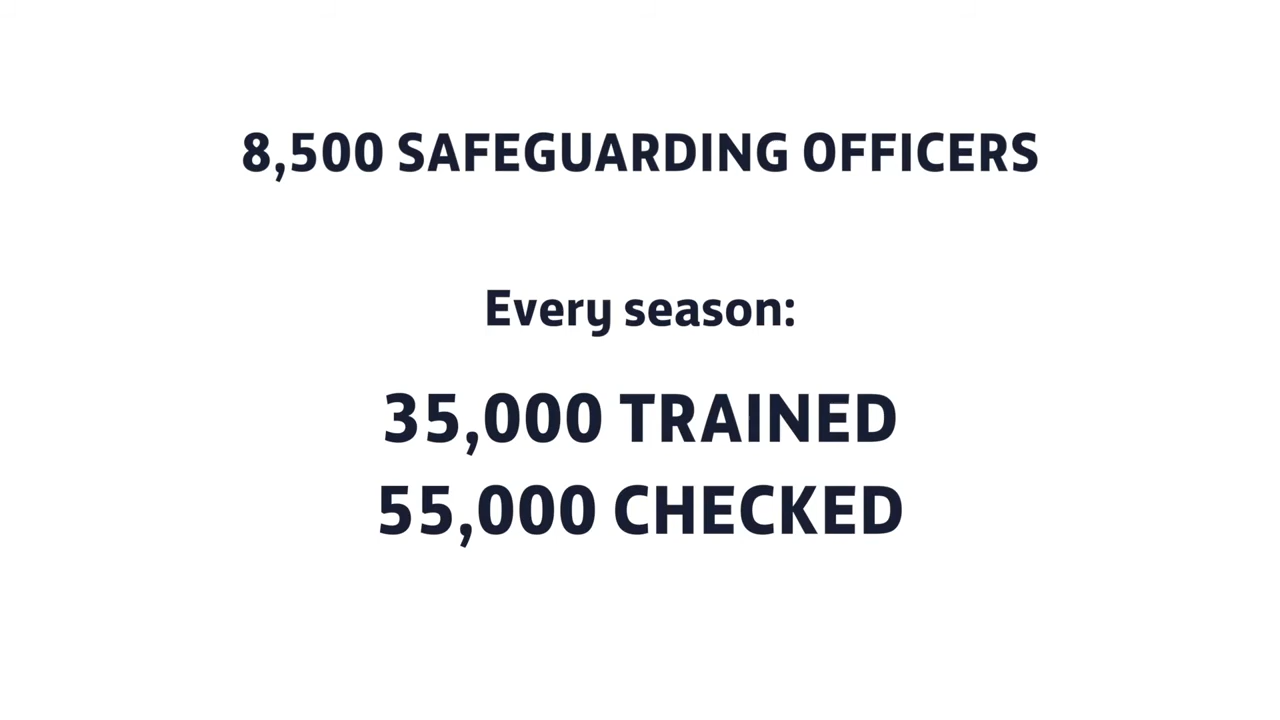 8,500 SAFEGUARDING OFFICERS
Every season:
35,000 TRAINED
55,000 CHECKED